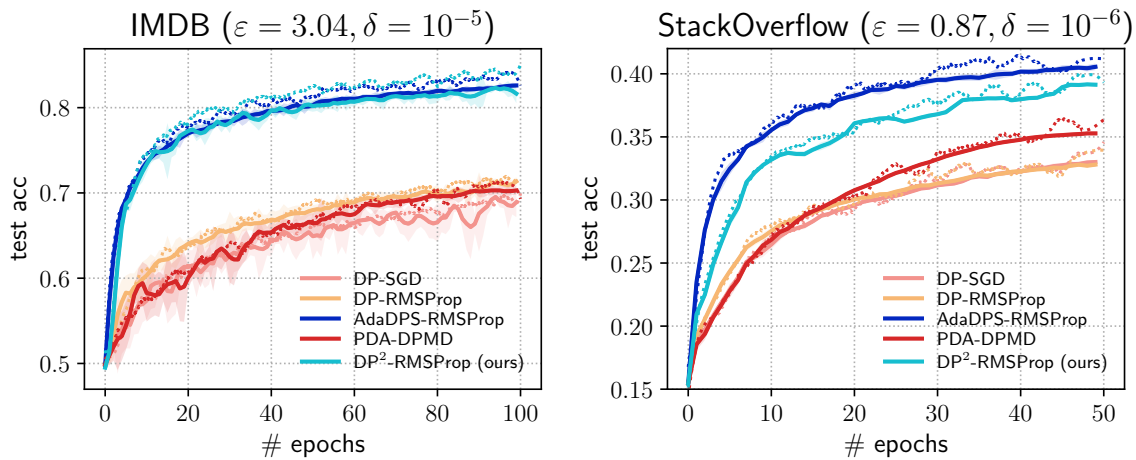 IMDB (ε = 3.04, δ = 10⁻⁵)
test acc
0.8
0.7
0.6
0.5
DP-SGD
DP-RMSProp
AdaDPS-RMSProp
PDA-DPMD
DP²-RMSProp (ours)
0 20 40 60 80 100
# epochs
StackOverflow (ε = 0.87, δ = 10⁻⁶)
test acc
0.40
0.35
0.30
0.25
0.20
0.15
DP-SGD
DP-RMSProp
AdaDPS-RMSProp
PDA-DPMD
DP²-RMSProp (ours)
0 10 20 30 40 50
# epochs